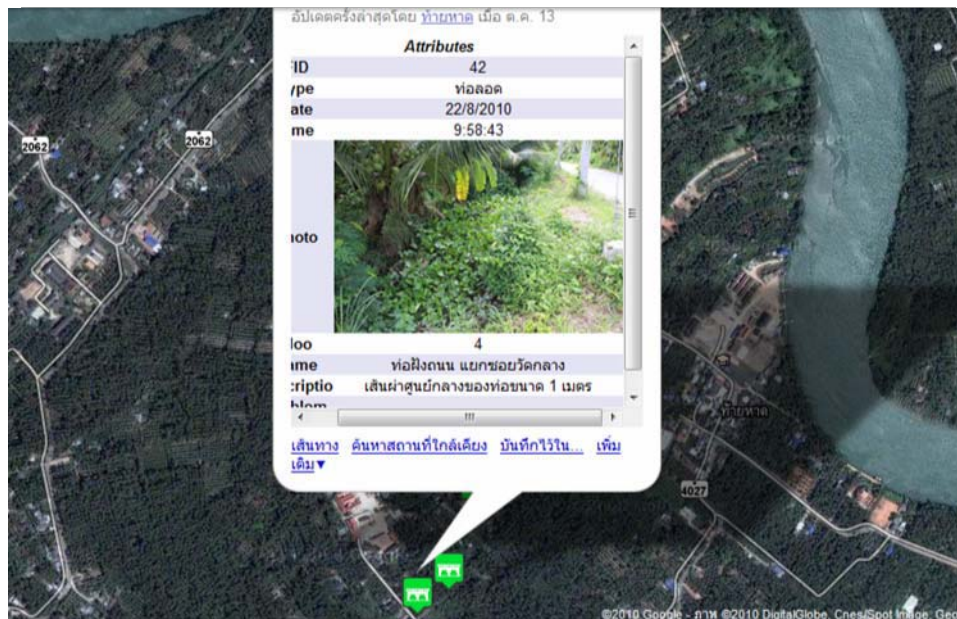 อัปเดตครั้งล่าสุดโดย ท้ายหาด เมื่อ ต.ค. 13
Attributes
ID 42
ype ท่อลอด
ate 22/8/2010
me 9:58:43
noto
loo 4
ame ท่อฝังถนน แยกซอยวัดกลาง
criptio เส้นผ่าศูนย์กลางของท่อขนาด 1 เมตร
blem
เส้นทาง ค้นหาสถานที่ใกล้เคียง บันทึกไว้ใน... เพิ่ม
เติม▼
2062
2062
ท้ายหาด
4027
©2010 Google - ภาพ ©2010 DigitalGlobe, Cnes/Spot Image, Geo